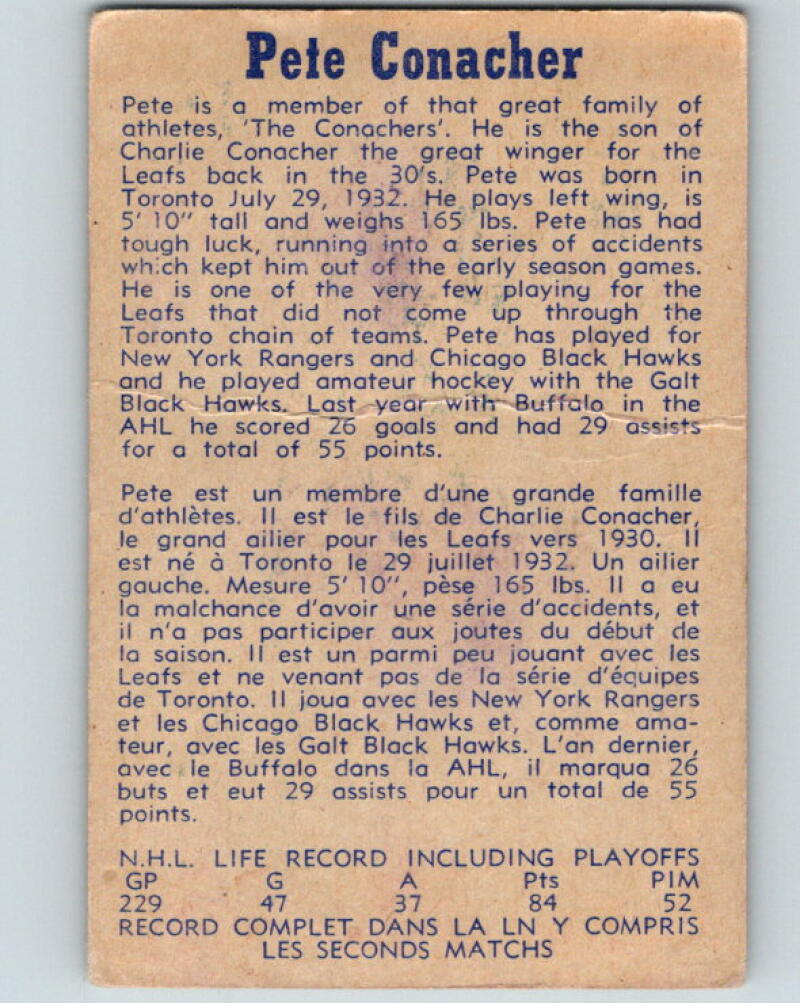 Pete Conacher
Pete is a member of that great family of
athletes, 'The Conachers'. He is the son of
Charlie Conacher the great winger for the
Leafs back in the 30's. Pete was born in
Toronto July 29, 1932. He plays left wing, is
5' 10" tall and weighs 165 lbs. Pete has had
tough luck, running into a series of accidents
which kept him out of the early season games.
He is one of the very few playing for the
Leafs that did not come up through the
Toronto chain of teams. Pete has played for
New York Rangers and Chicago Black Hawks
and he played amateur hockey with the Galt
Black Hawks. Last year with Buffalo in the
AHL he scored 26 goals and had 29 assists
for a total of 55 points.
Pete est un membre d'une grande famille
d'athlètes. Il est le fils de Charlie Conacher,
le grand ailier pour les Leafs vers 1930. Il
est né à Toronto le 29 juillet 1932. Un ailier
gauche. Mesure 5' 10", pèse 165 lbs. Il a eu
la malchance d'avoir une série d'accidents, et
il n'a pas participer aux joutes du début de
la saison. Il est un parmi peu jouant avec les
Leafs et ne venant pas de la série d'équipes
de Toronto. Il joua avec les New York Rangers
et les Chicago Black Hawks et, comme ama-
teur, avec les Galt Black Hawks. L'an dernier,
avec le Buffalo dans la AHL, il marqua 26
buts et eut 29 assists pour un total de 55
points.
N.H.L. LIFE RECORD INCLUDING PLAYOFFS
GP G A Pts PIM
229 47 37 84 52
RECORD COMPLET DANS LA LN Y COMPRIS
LES SECONDS MATCHS